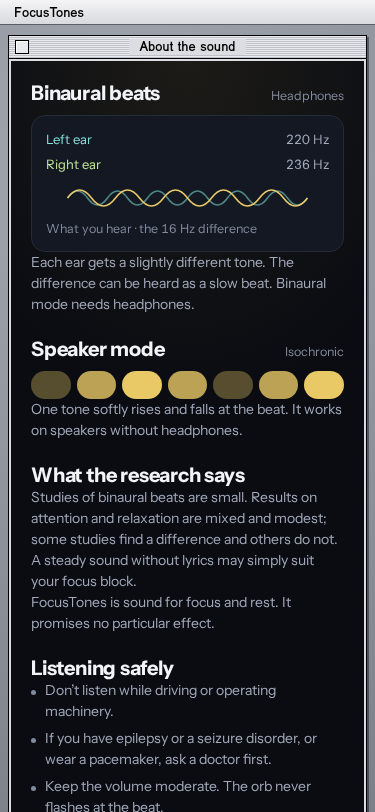 FocusTones
About the sound
Binaural beats
Headphones
Left ear
220 Hz
Right ear
236 Hz
What you hear · the 16 Hz difference
Each ear gets a slightly different tone. The
difference can be heard as a slow beat. Binaural
mode needs headphones.
Speaker mode
Isochronic
One tone softly rises and falls at the beat. It works
on speakers without headphones.
What the research says
Studies of binaural beats are small. Results on
attention and relaxation are mixed and modest;
some studies find a difference and others do not.
A steady sound without lyrics may simply suit
your focus block.
FocusTones is sound for focus and rest. It
promises no particular effect.
Listening safely
Don’t listen while driving or operating
machinery.
If you have epilepsy or a seizure disorder, or
wear a pacemaker, ask a doctor first.
Keep the volume moderate. The orb never
flashes at the beat.